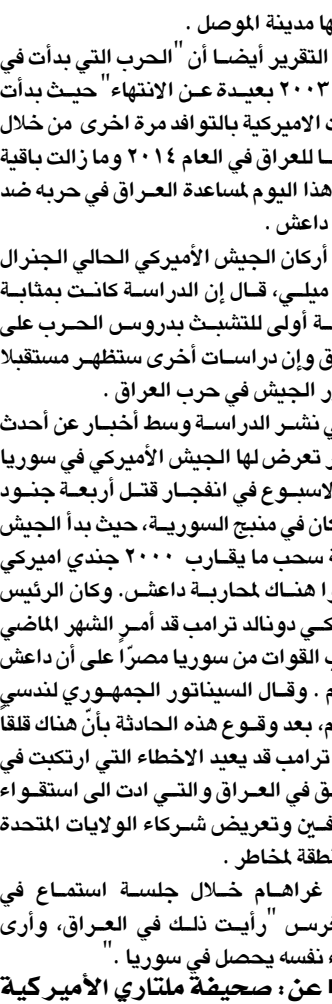 ها مدينة الموصل .
التقرير أيضا أن "الحرب التي بدأت في
٢٠٠٣ بعيدة عن الانتهاء" حيث بدأت
الاميركية بالتوافد مرة اخرى من خلال
ا للعراق في العام ٢٠١٤ وما زالت باقية
هذا اليوم لمساعدة العراق في حربه ضد
داعش .
أركان الجيش الأميركي الحالي الجنرال
ميلي، قال إن الدراسة كانت بمثابة
ة أولى للتشبث بدروس الحرب على
ق وإن دراسات أخرى ستظهر مستقبلا
ر الجيش في حرب العراق .
ي نشر الدراسة وسط أخبار عن أحدث
تعرض لها الجيش الأميركي في سوريا
لاسبوع في انفجار قتل أربعة جنود
كان في منبج السورية، حيث بدأ الجيش
ة سحب ما يقارب ٢٠٠٠ جندي اميركي
وا هناك لمحاربة داعش. وكان الرئيس
كي دونالد ترامب قد أمر الشهر الماضي
ب القوات من سوريا مصرّاً على أن داعش
م . وقال السيناتور الجمهوري لندسي
م، بعد وقوع هذه الحادثة بأنّ هناك قلقاً
ترامب قد يعيد الاخطاء التي ارتكبت في
ق في العراق والتي ادت الى استقواء
فين وتعريض شركاء الولايات المتحدة
نطقة لمخاطر .
غراهام خلال جلسة استماع في
غرس "رأيت ذلك في العراق، وأرى
ء نفسه يحصل في سوريا ."
عن: صحيفة ملتاري الأميركية